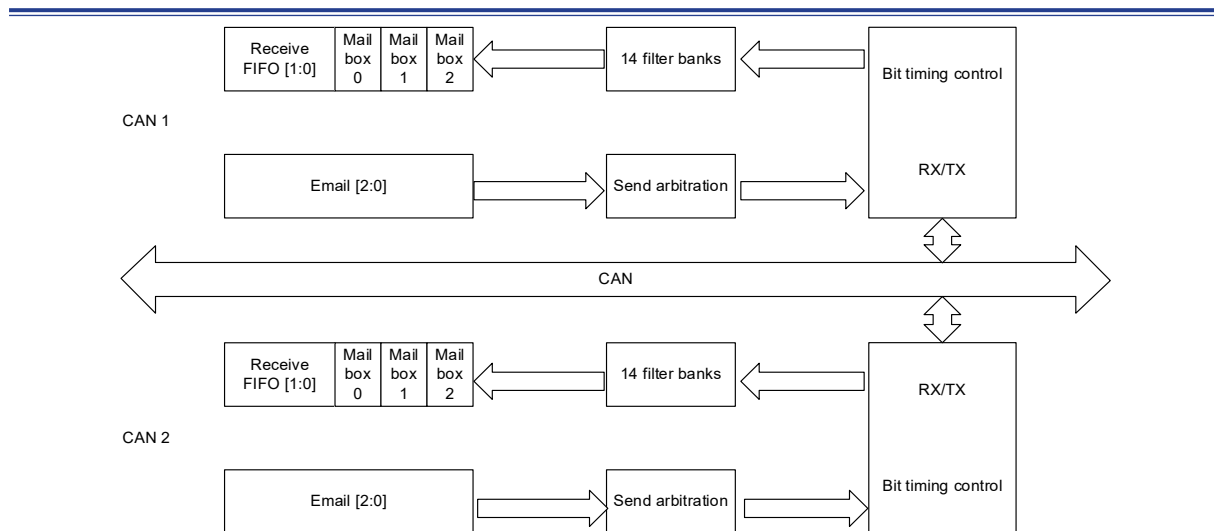 Receive
FIFO [1:0]
Mail
box
0
Mail
box
1
Mail
box
2
14 filter banks
Bit timing control
CAN 1
RX/TX
Email [2:0]
Send arbitration
CAN
Receive
FIFO [1:0]
Mail
box
0
Mail
box
1
Mail
box
2
14 filter banks
RX/TX
CAN 2
Email [2:0]
Send arbitration
Bit timing control